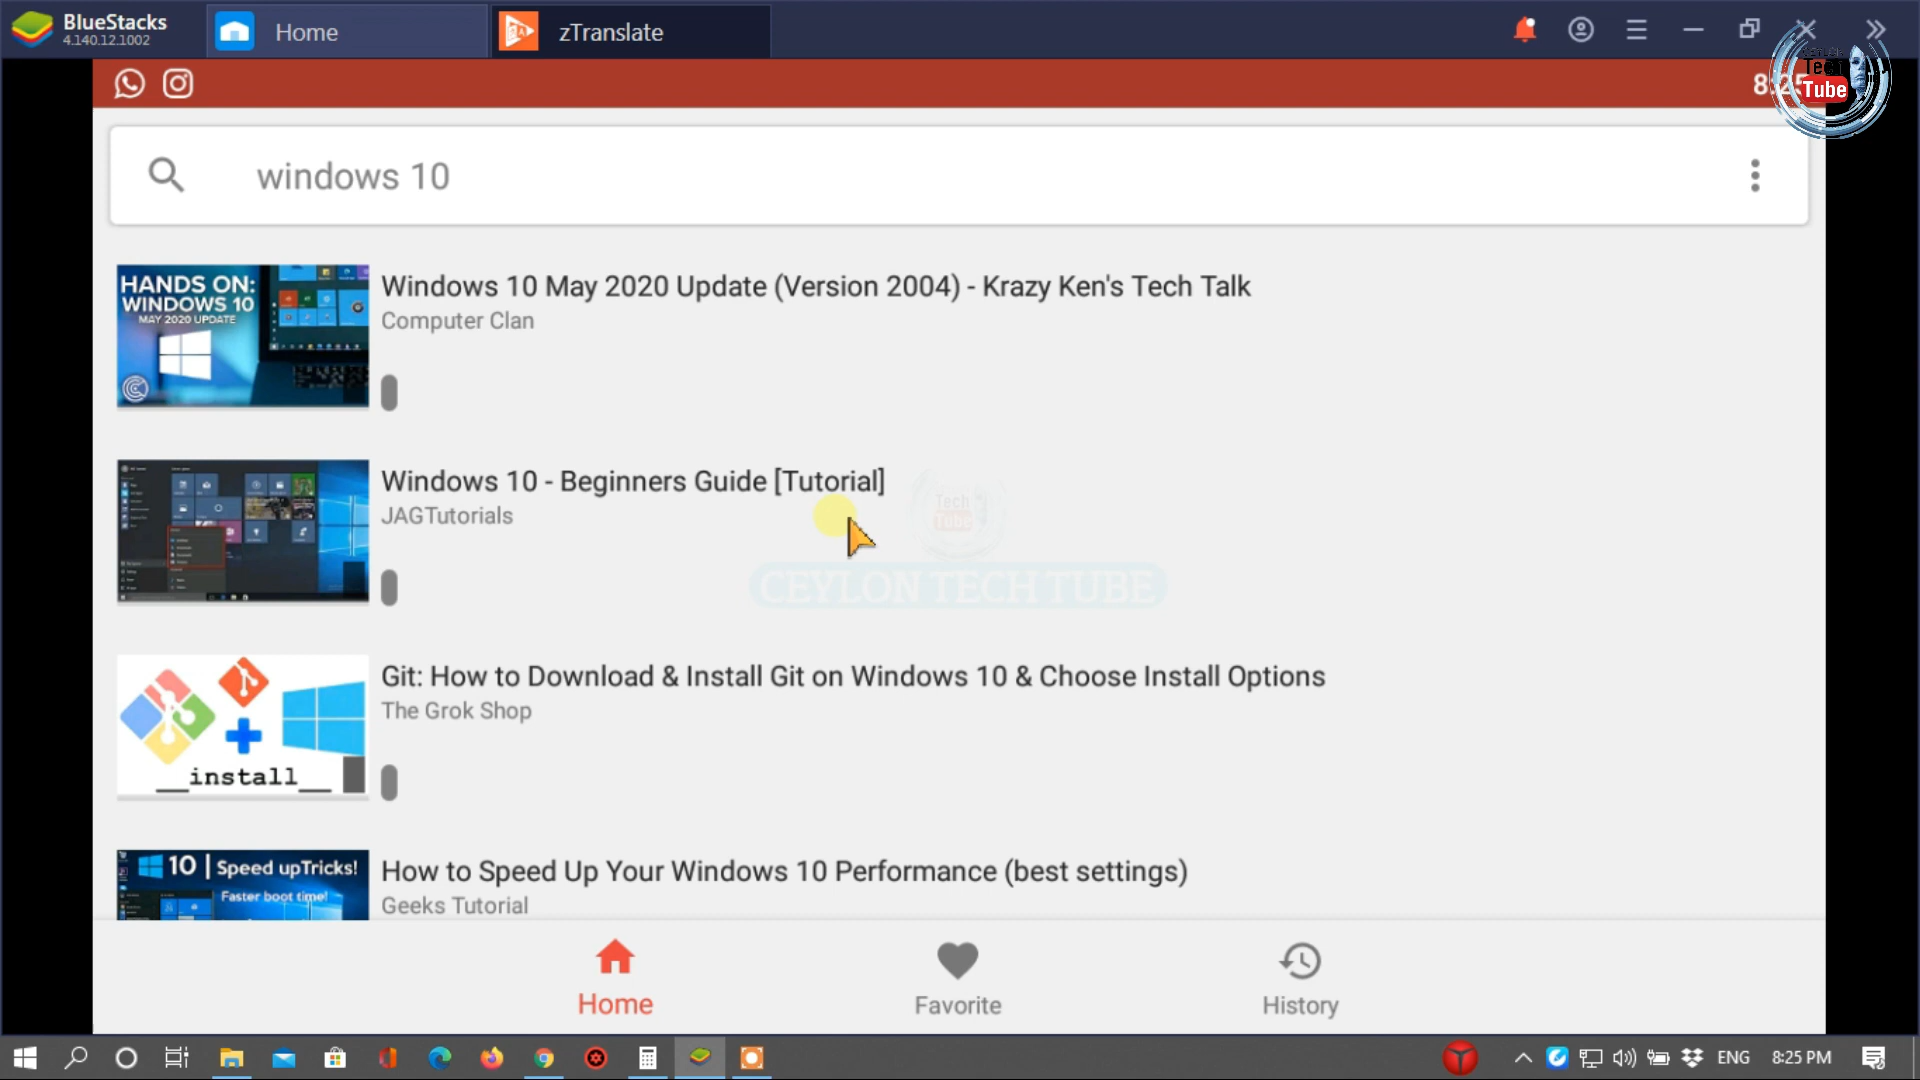 BlueStacks
4.140.12.1002
Home
zTranslate
Tech
Tube
windows 10
HANDS ON:
WINDOWS 10
MAY 2020 UPDATE
Windows 10 May 2020 Update (Version 2004) - Krazy Ken's Tech Talk
Computer Clan
Windows 10 - Beginners Guide [Tutorial]
JAGTutorials
Tech
Tube
CEYLON TECH TUBE
Git: How to Download & Install Git on Windows 10 & Choose Install Options
The Grok Shop
__install__
10 | Speed upTricks!
Faster boot time!
How to Speed Up Your Windows 10 Performance (best settings)
Geeks Tutorial
Home
Favorite
History
ENG
8:25 PM